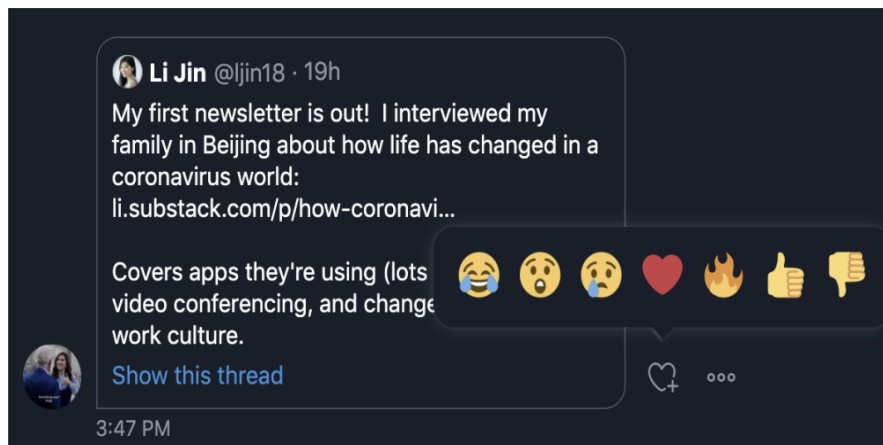 Li Jin @ljin18 · 19h
My first newsletter is out!  I interviewed my
family in Beijing about how life has changed in a
coronavirus world:
li.substack.com/p/how-coronavi...
Covers apps they're using (lots
video conferencing, and change
work culture.
Show this thread
3:47 PM